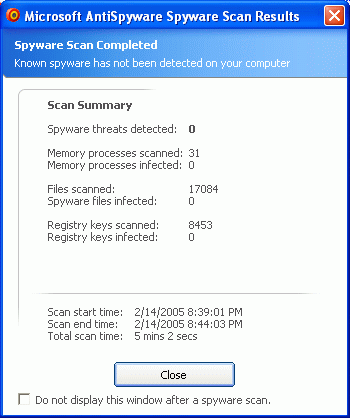 Microsoft AntiSpyware Spyware Scan Results
Spyware Scan Completed
Known spyware has not been detected on your computer
Scan Summary
Spyware threats detected: 0
Memory processes scanned: 31
Memory processes infected: 0
Files scanned: 17084
Spyware files infected: 0
Registry keys scanned: 8453
Registry keys infected: 0
Scan start time: 2/14/2005 8:39:01 PM
Scan end time: 2/14/2005 8:44:03 PM
Total scan time: 5 mins 2 secs
Close
Do not display this window after a spyware scan.